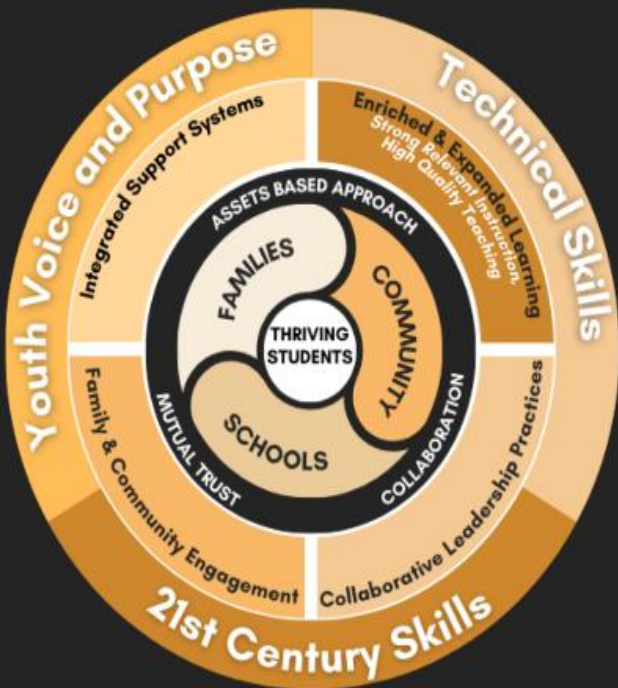 Youth Voice and Purpose
Technical Skills
21st Century Skills
Integrated Support Systems
Enriched & Expanded Learning
Strong Relevant Instruction,
High Quality Teaching
Family & Community Engagement
Collaborative Leadership Practices
ASSETS BASED APPROACH
MUTUAL TRUST
COLLABORATION
FAMILIES
COMMUNITY
SCHOOLS
THRIVING
STUDENTS